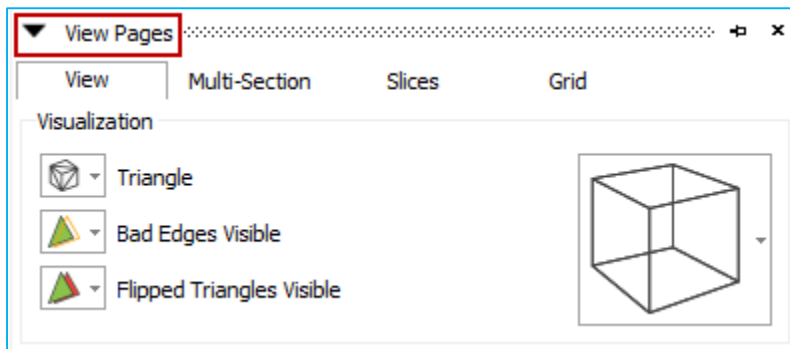 View Pages
View Multi-Section Slices Grid
Visualization
Triangle
Bad Edges Visible
Flipped Triangles Visible